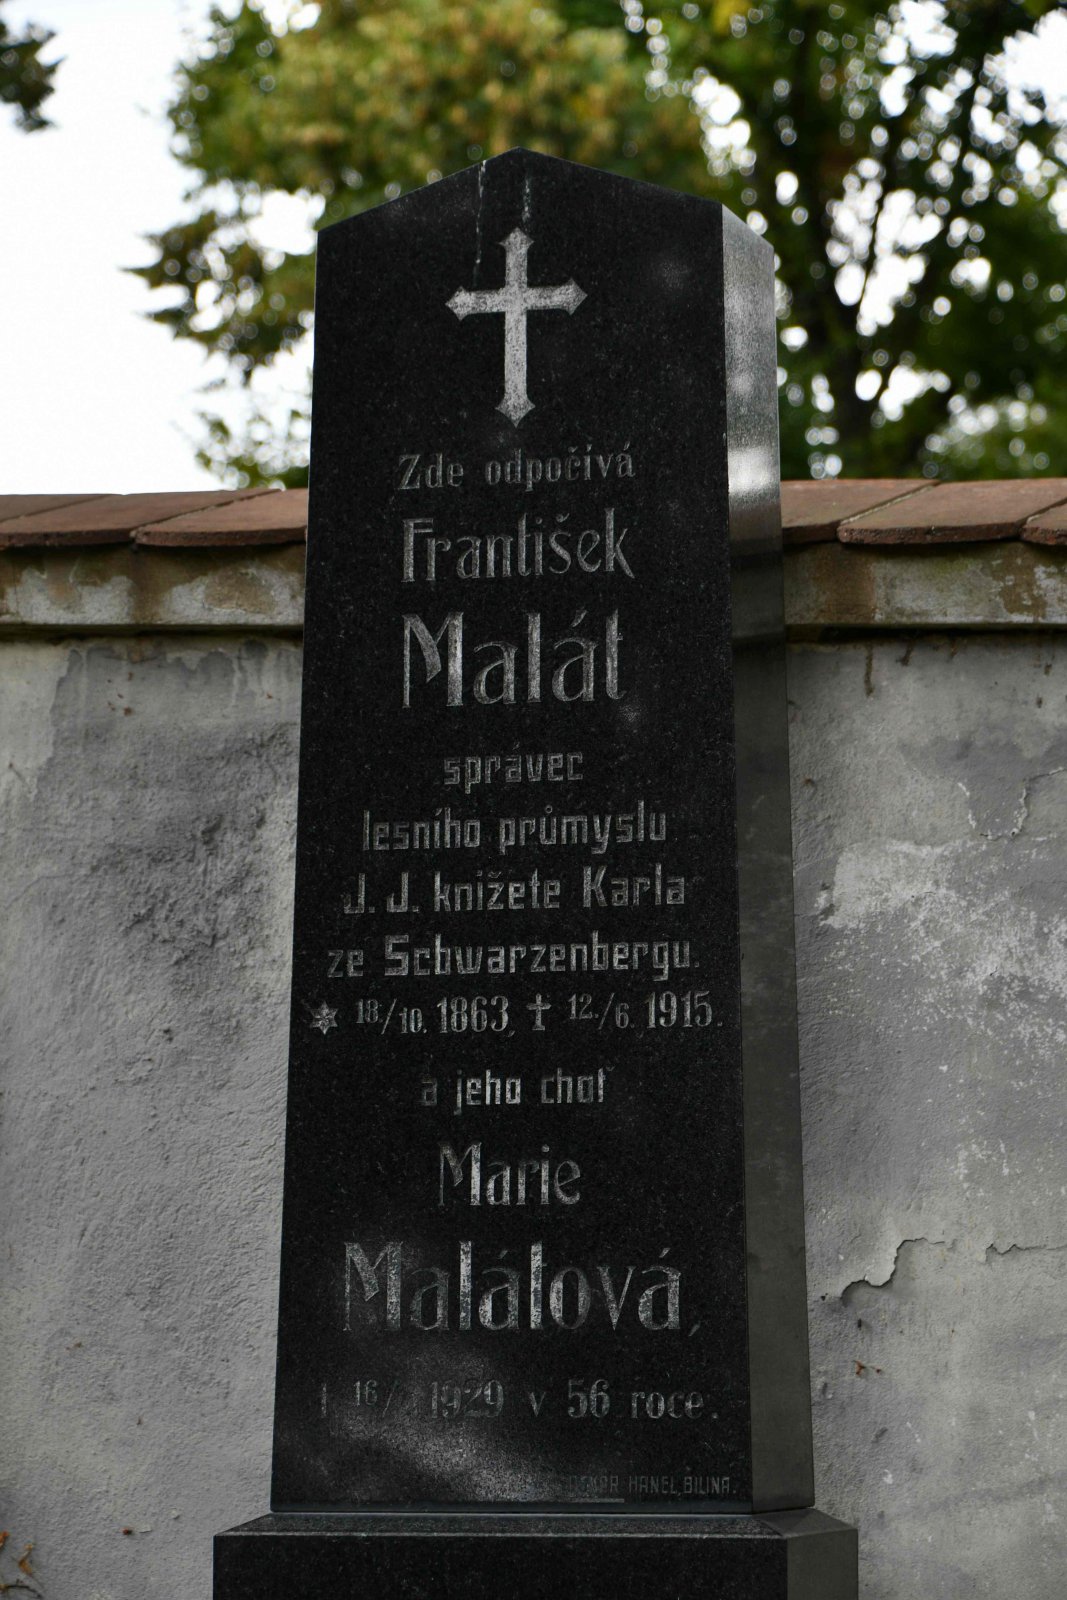 Zde odpočívá
František
Malát
správec
lesního průmyslu
J. J. knížete Karla
ze Schwarzenbergu.
18./10. 1863, † 12./6. 1915.
a jeho choť
Marie
Malátová,
16/ 1929 v 56 roce.
HANEL, BILINA.